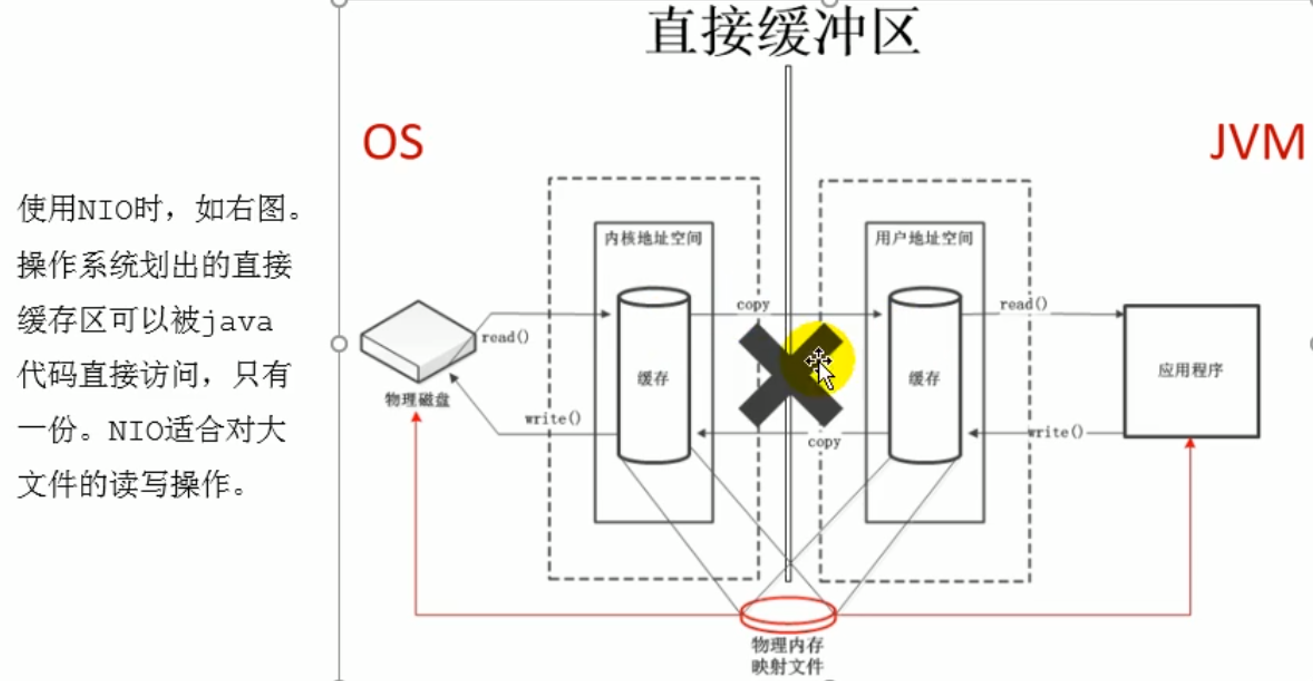 直接缓冲区
OS
JVM
使用NIO时，如右图。
操作系统划出的直接
缓存区可以被java
代码直接访问，只有
一份。NIO适合对大
文件的读写操作。
内核地址空间
用户地址空间
copy
read()
read()
物理磁盘
缓存
缓存
应用程序
write()
copy
write()
物理内存
映射文件